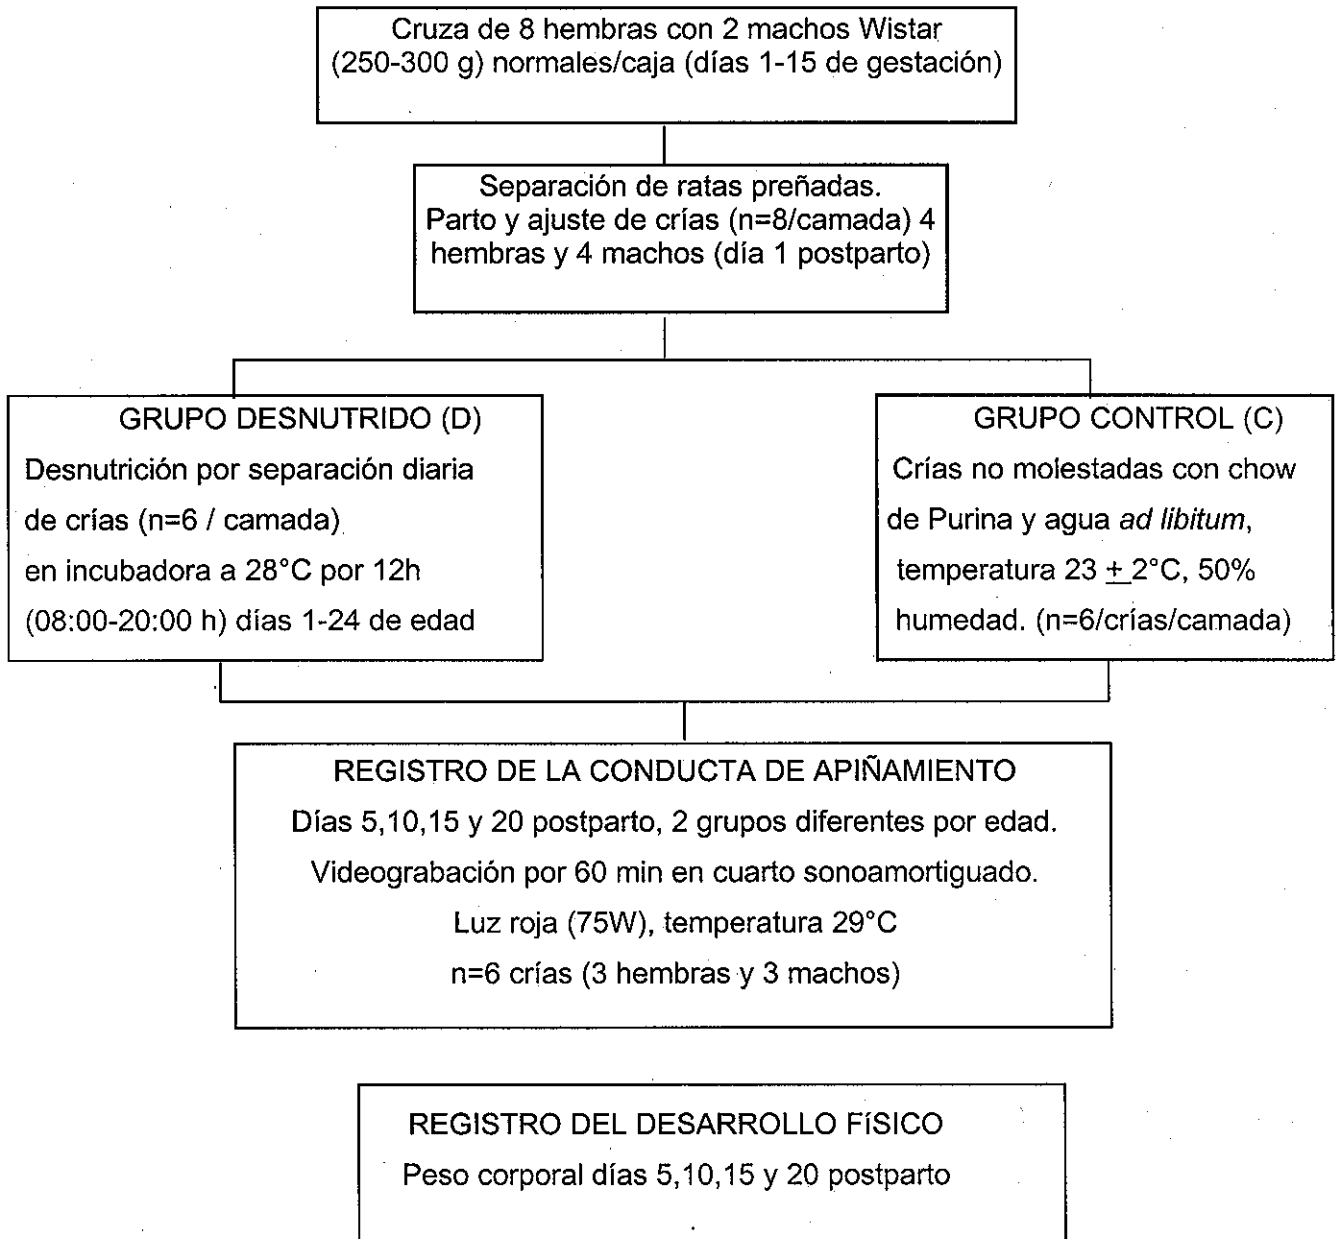 Cruza de 8 hembras con 2 machos Wistar
(250-300 g) normales/caja (días 1-15 de gestación)
Separación de ratas preñadas.
Parto y ajuste de crías (n=8/camada) 4
hembras y 4 machos (día 1 postparto)
GRUPO DESNUTRIDO (D)
Desnutrición por separación diaria
de crías (n=6 / camada)
en incubadora a 28°C por 12h
(08:00-20:00 h) días 1-24 de edad
GRUPO CONTROL (C)
Crías no molestadas con chow
de Purina y agua ad libitum,
temperatura 23 ± 2°C, 50%
humedad. (n=6/crías/camada)
REGISTRO DE LA CONDUCTA DE APIÑAMIENTO
Días 5,10,15 y 20 postparto, 2 grupos diferentes por edad.
Videograbación por 60 min en cuarto sonoamortiguado.
Luz roja (75W), temperatura 29°C
n=6 crías (3 hembras y 3 machos)
REGISTRO DEL DESARROLLO FíSICO
Peso corporal días 5,10,15 y 20 postparto